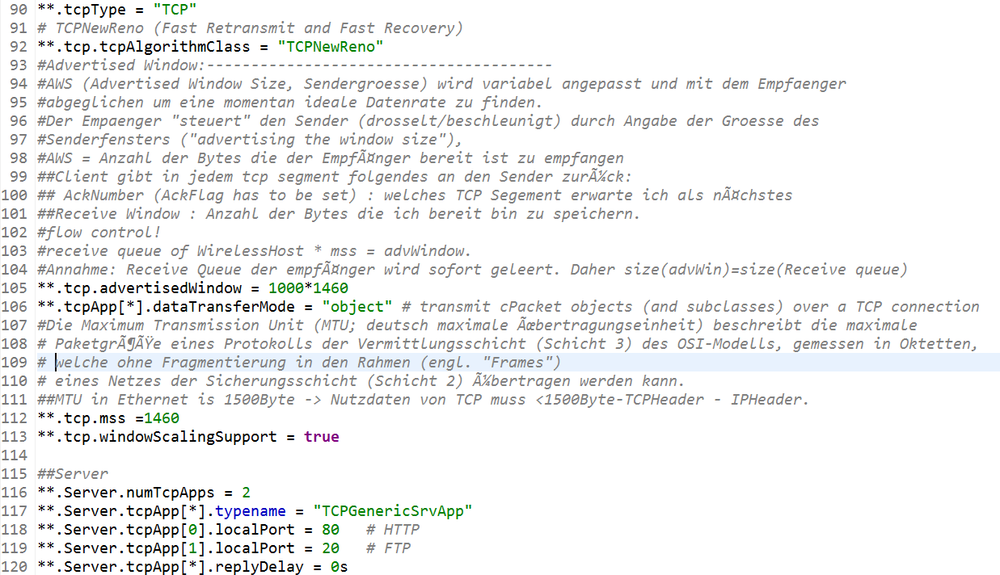 90 **.tcpType = "TCP"
91 # TCPNewReno (Fast Retransmit and Fast Recovery)
92 **.tcp.tcpAlgorithmClass = "TCPNewReno"
93 #Advertised Window:---------------------------------------
94 #AWS (Advertised Window Size, Sendergroesse) wird variabel angepasst und mit dem Empfaenger
95 #abgeglichen um eine momentan ideale Datenrate zu finden.
96 #Der Empaenger "steuert" den Sender (drosselt/beschleunigt) durch Angabe der Groesse des
97 #Senderfensters ("advertising the window size"),
98 #AWS = Anzahl der Bytes die der EmpfÃ¤nger bereit ist zu empfangen
99 ##Client gibt in jedem tcp segment folgendes an den Sender zurÃ¼ck:
100 ## AckNumber (AckFlag has to be set) : welches TCP Segement erwarte ich als nÃ¤chstes
101 ##Receive Window : Anzahl der Bytes die ich bereit bin zu speichern.
102 #flow control!
103 #receive queue of WirelessHost * mss = advWindow.
104 #Annahme: Receive Queue der empfÃ¤nger wird sofort geleert. Daher size(advWin)=size(Receive queue)
105 **.tcp.advertisedWindow = 1000*1460
106 **.tcpApp[*].dataTransferMode = "object" # transmit cPacket objects (and subclasses) over a TCP connection
107 #Die Maximum Transmission Unit (MTU; deutsch maximale Ãœbertragungseinheit) beschreibt die maximale
108 # PaketgrÃ¶ÃŸe eines Protokolls der Vermittlungsschicht (Schicht 3) des OSI-Modells, gemessen in Oktetten,
109 # welche ohne Fragmentierung in den Rahmen (engl. "Frames")
110 # eines Netzes der Sicherungsschicht (Schicht 2) Ã¼bertragen werden kann.
111 ##MTU in Ethernet is 1500Byte -> Nutzdaten von TCP muss <1500Byte-TCPHeader - IPHeader.
112 **.tcp.mss =1460
113 **.tcp.windowScalingSupport = true
114
115 ##Server
116 **.Server.numTcpApps = 2
117 **.Server.tcpApp[*].typename = "TCPGenericSrvApp"
118 **.Server.tcpApp[0].localPort = 80   # HTTP
119 **.Server.tcpApp[1].localPort = 20   # FTP
120 **.Server.tcpApp[*].replyDelay = 0s